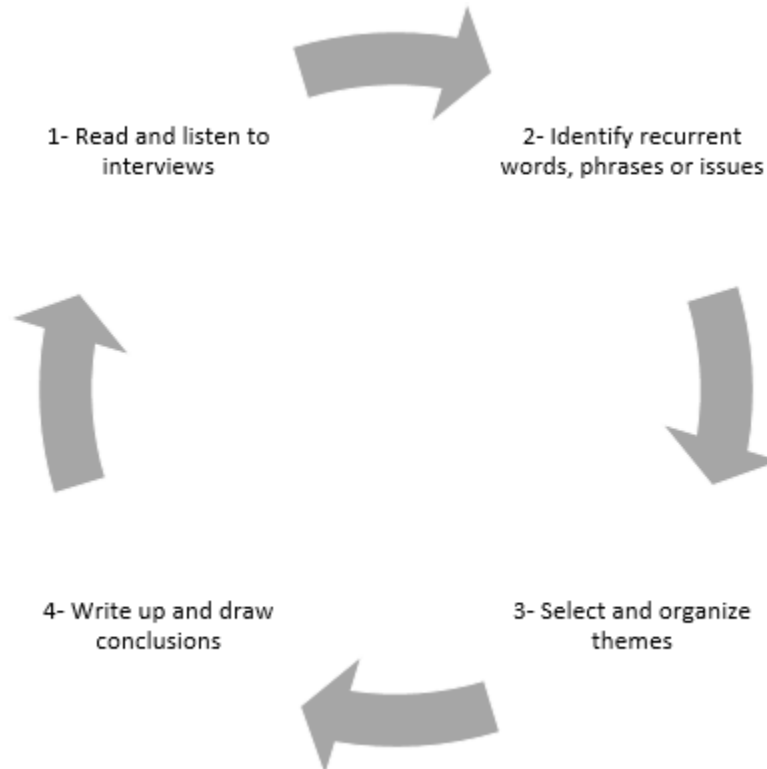 1- Read and listen to
interviews
2- Identify recurrent
words, phrases or issues
3- Select and organize
themes
4- Write up and draw
conclusions